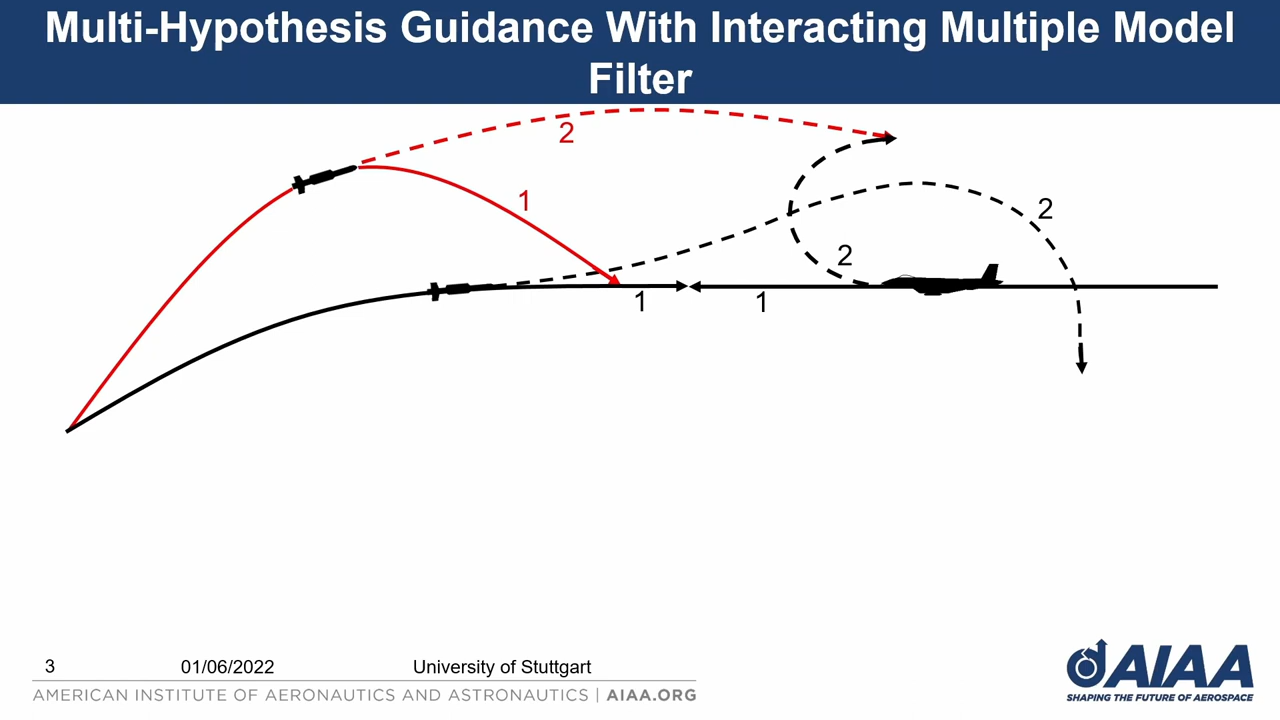 Multi-Hypothesis Guidance With Interacting Multiple Model
Filter
2
1
2
2
1
1
3
01/06/2022
University of Stuttgart
AMERICAN INSTITUTE OF AERONAUTICS AND ASTRONAUTICS | AIAA.ORG
AIAA
SHAPING THE FUTURE OF AEROSPACE